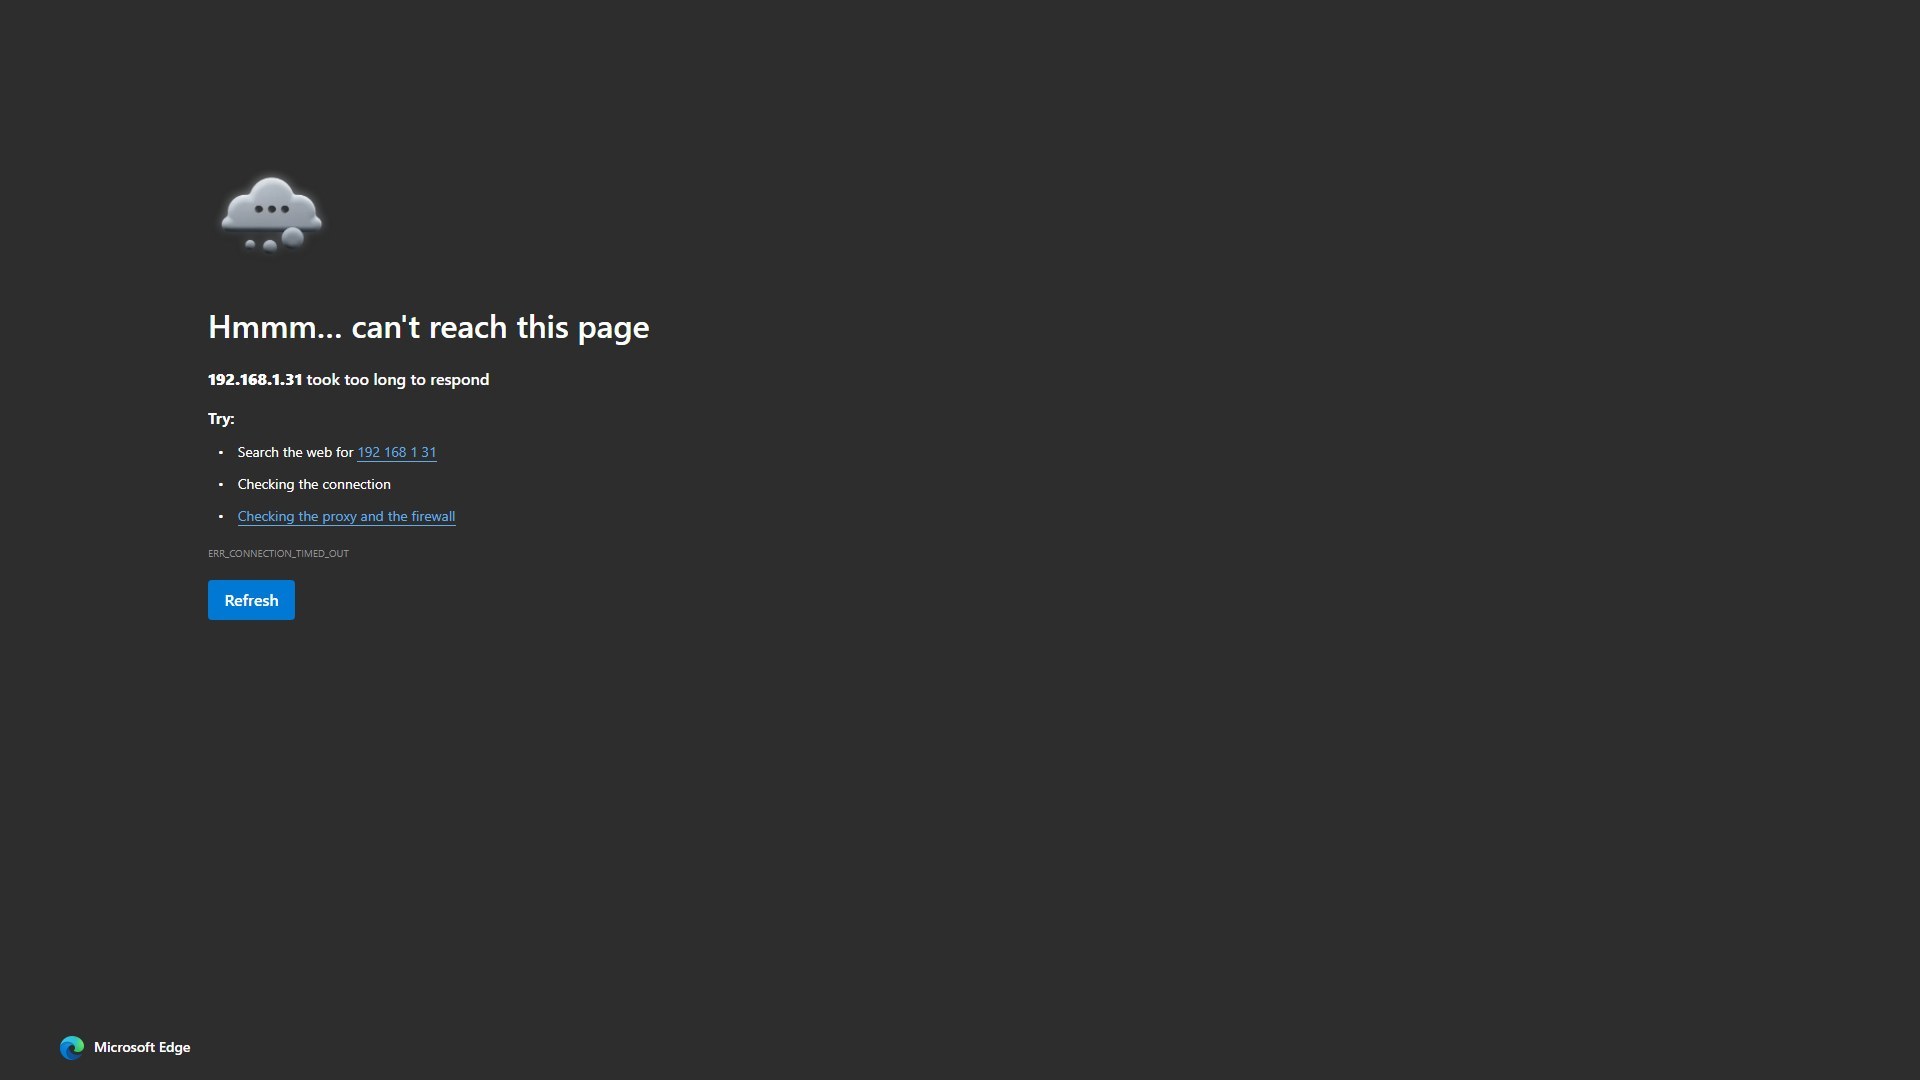 Hmmm... can't reach this page
192.168.1.31 took too long to respond
Try:
• Search the web for 192 168 1 31
• Checking the connection
• Checking the proxy and the firewall
ERR_CONNECTION_TIMED_OUT
Refresh
Microsoft Edge